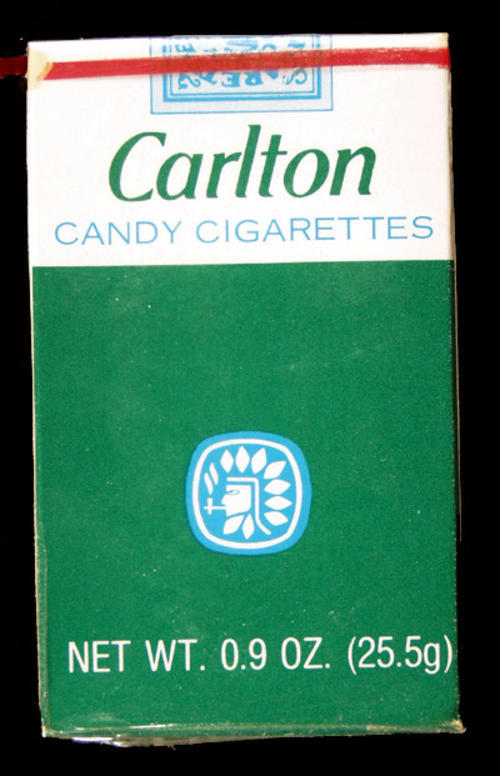 Carlton
CANDY CIGARETTES
NET WT. 0.9 OZ. (25.5g)